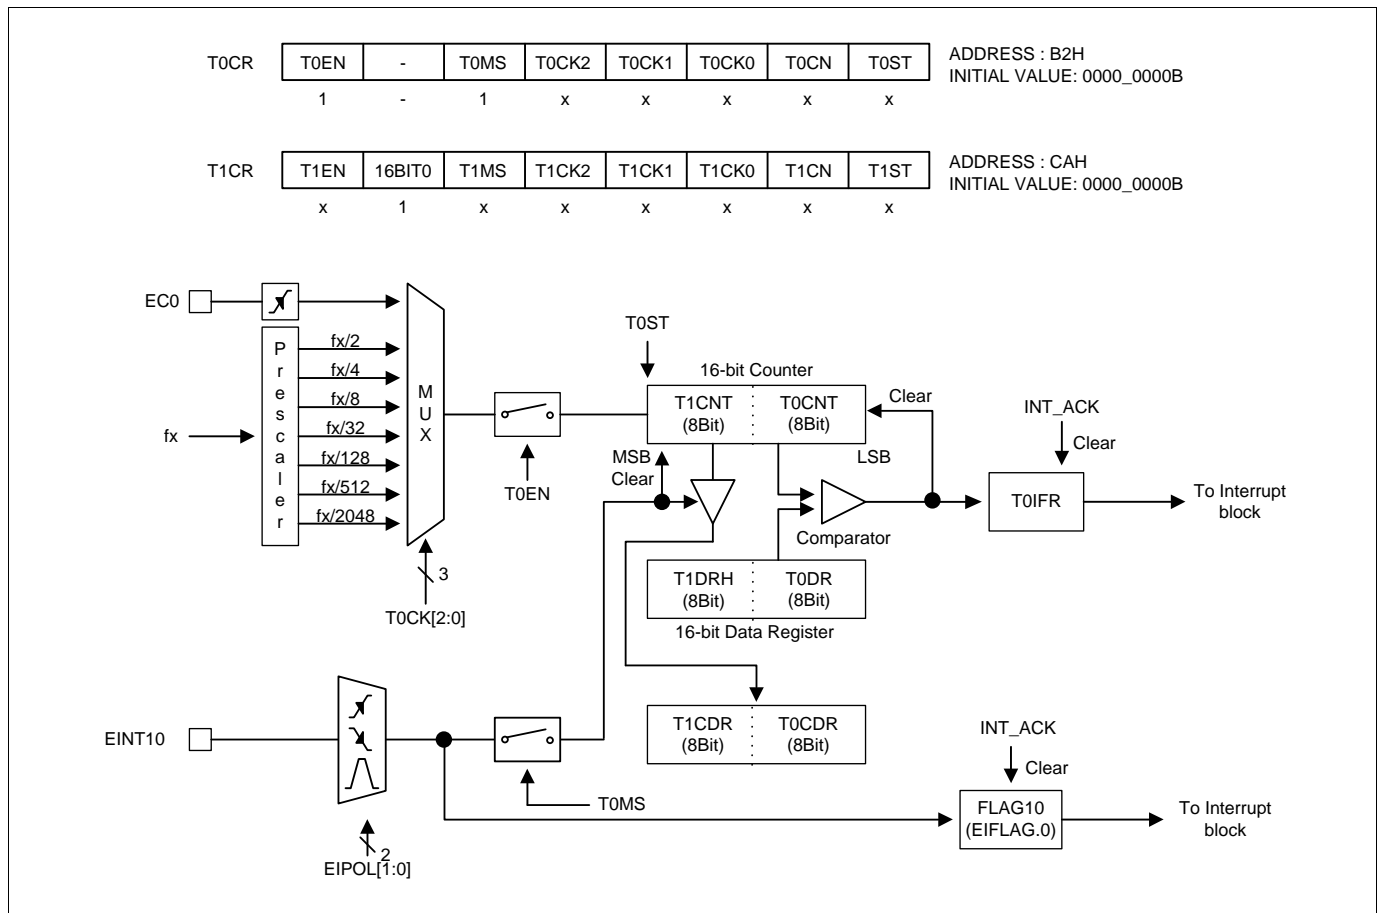 T0CR T0EN - T0MS T0CK2 T0CK1 T0CK0 T0CN T0ST ADDRESS : B2H
INITIAL VALUE: 0000_0000B
1 - 1 x x x x x
T1CR T1EN 16BIT0 T1MS T1CK2 T1CK1 T1CK0 T1CN T1ST ADDRESS : CAH
INITIAL VALUE: 0000_0000B
x 1 x x x x x x
EC0
Prescaler
fx/2
fx/4
fx/8
fx/32
fx/128
fx/512
fx/2048
fx
MUX
3
T0CK[2:0]
T0EN
T0ST
16-bit Counter
T1CNT
(8Bit)
T0CNT
(8Bit)
Clear
MSB
Clear
LSB
Comparator
INT_ACK
Clear
T0IFR
To Interrupt
block
T1DRH
(8Bit)
T0DR
(8Bit)
16-bit Data Register
T1CDR
(8Bit)
T0CDR
(8Bit)
EINT10
2
EIPOL[1:0]
T0MS
INT_ACK
Clear
FLAG10
(EIFLAG.0)
To Interrupt
block